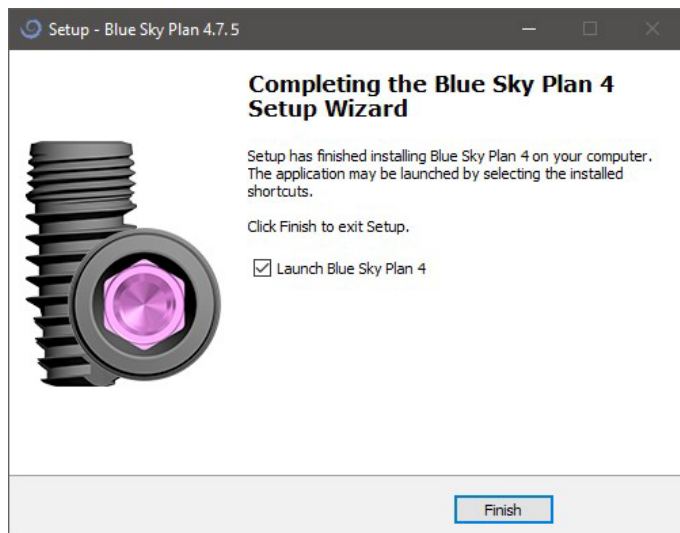 Setup - Blue Sky Plan 4.7.5
Completing the Blue Sky Plan 4
Setup Wizard
Setup has finished installing Blue Sky Plan 4 on your computer.
The application may be launched by selecting the installed
shortcuts.
Click Finish to exit Setup.
Launch Blue Sky Plan 4
Finish